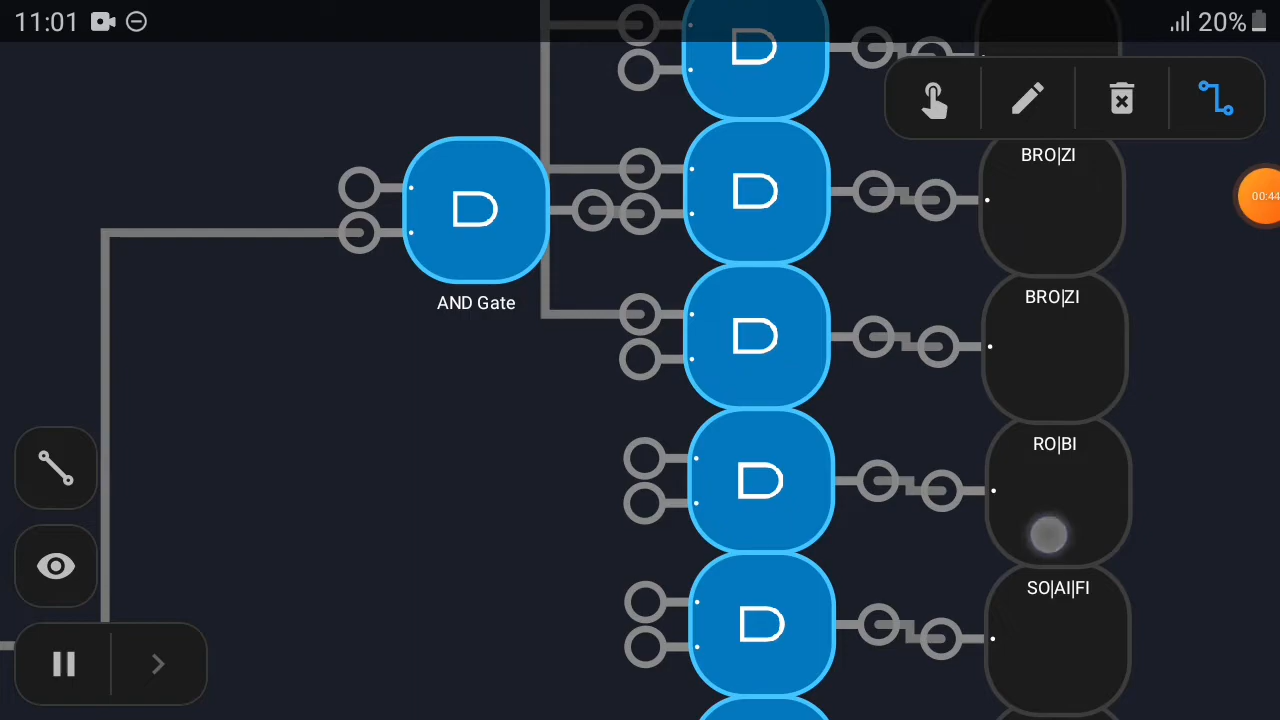 11:01
20%
BRO|ZI
00:44
AND Gate
BRO|ZI
RO|BI
SO|AI|FI